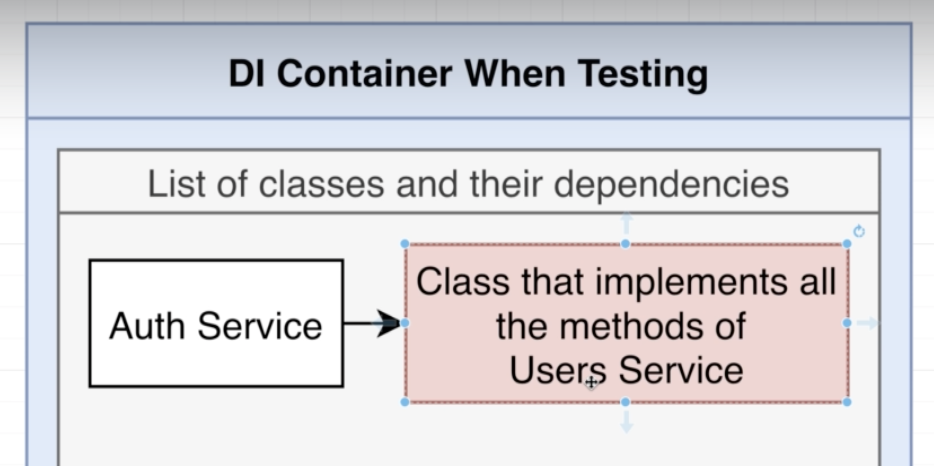 DI Container When Testing
List of classes and their dependencies
Auth Service
Class that implements all
the methods of
Users Service